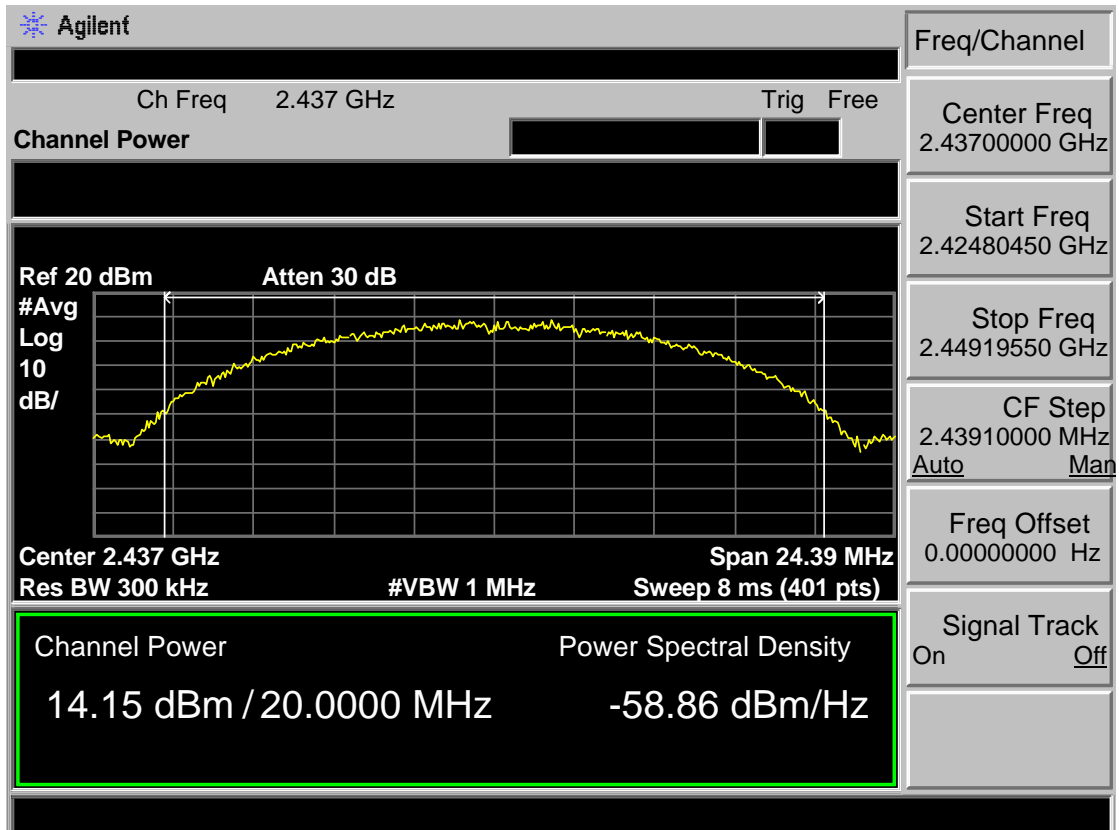 Agilent
Freq/Channel
Ch Freq 2.437 GHz Trig Free
Channel Power
Center Freq
2.43700000 GHz
Start Freq
2.42480450 GHz
Stop Freq
2.44919550 GHz
CF Step
2.43910000 MHz
Auto Man
Freq Offset
0.00000000 Hz
Signal Track
On Off
Ref 20 dBm Atten 30 dB
#Avg
Log
10
dB/
Center 2.437 GHz Span 24.39 MHz
Res BW 300 kHz #VBW 1 MHz Sweep 8 ms (401 pts)
Channel Power Power Spectral Density
14.15 dBm / 20.0000 MHz -58.86 dBm/Hz